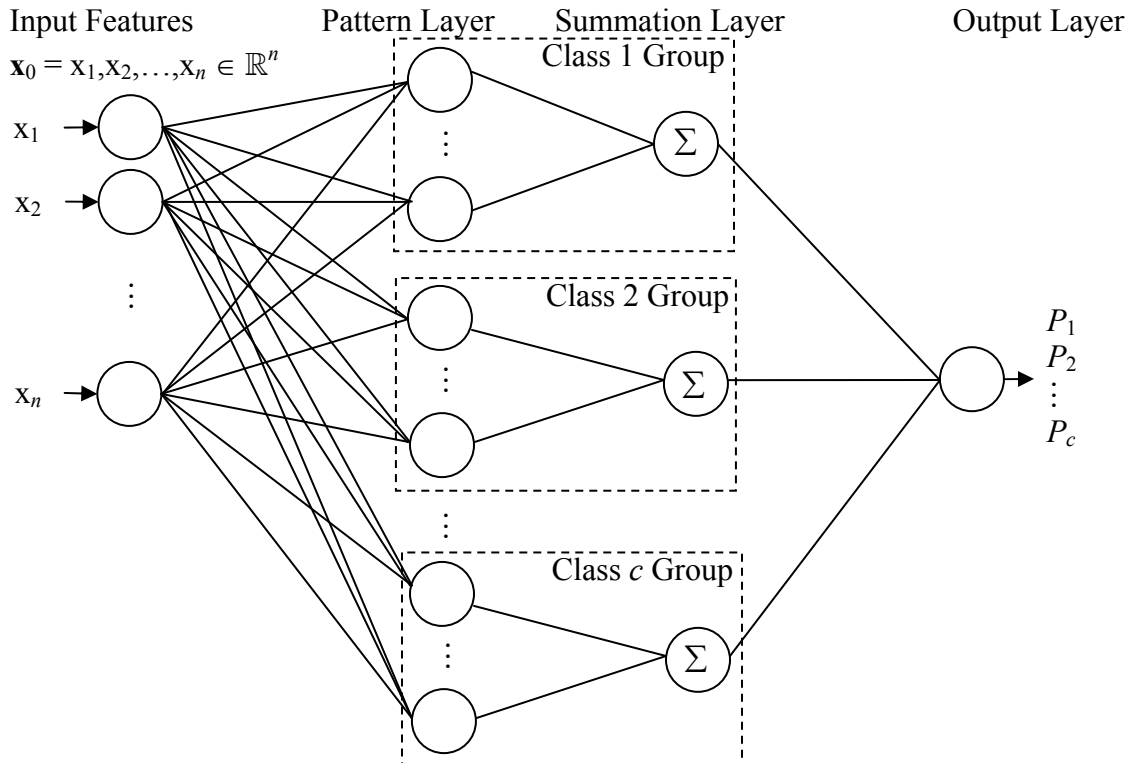 Input Features
Pattern Layer
Summation Layer
Output Layer
𝐱₀ = x₁,x₂,…,xₙ ∈ ℝⁿ
Class 1 Group
x₁
⋮
Σ
x₂
⋮
Class 2 Group
P₁
P₂
⋮
P_c
⋮
Σ
xₙ
⋮
Class c Group
⋮
Σ